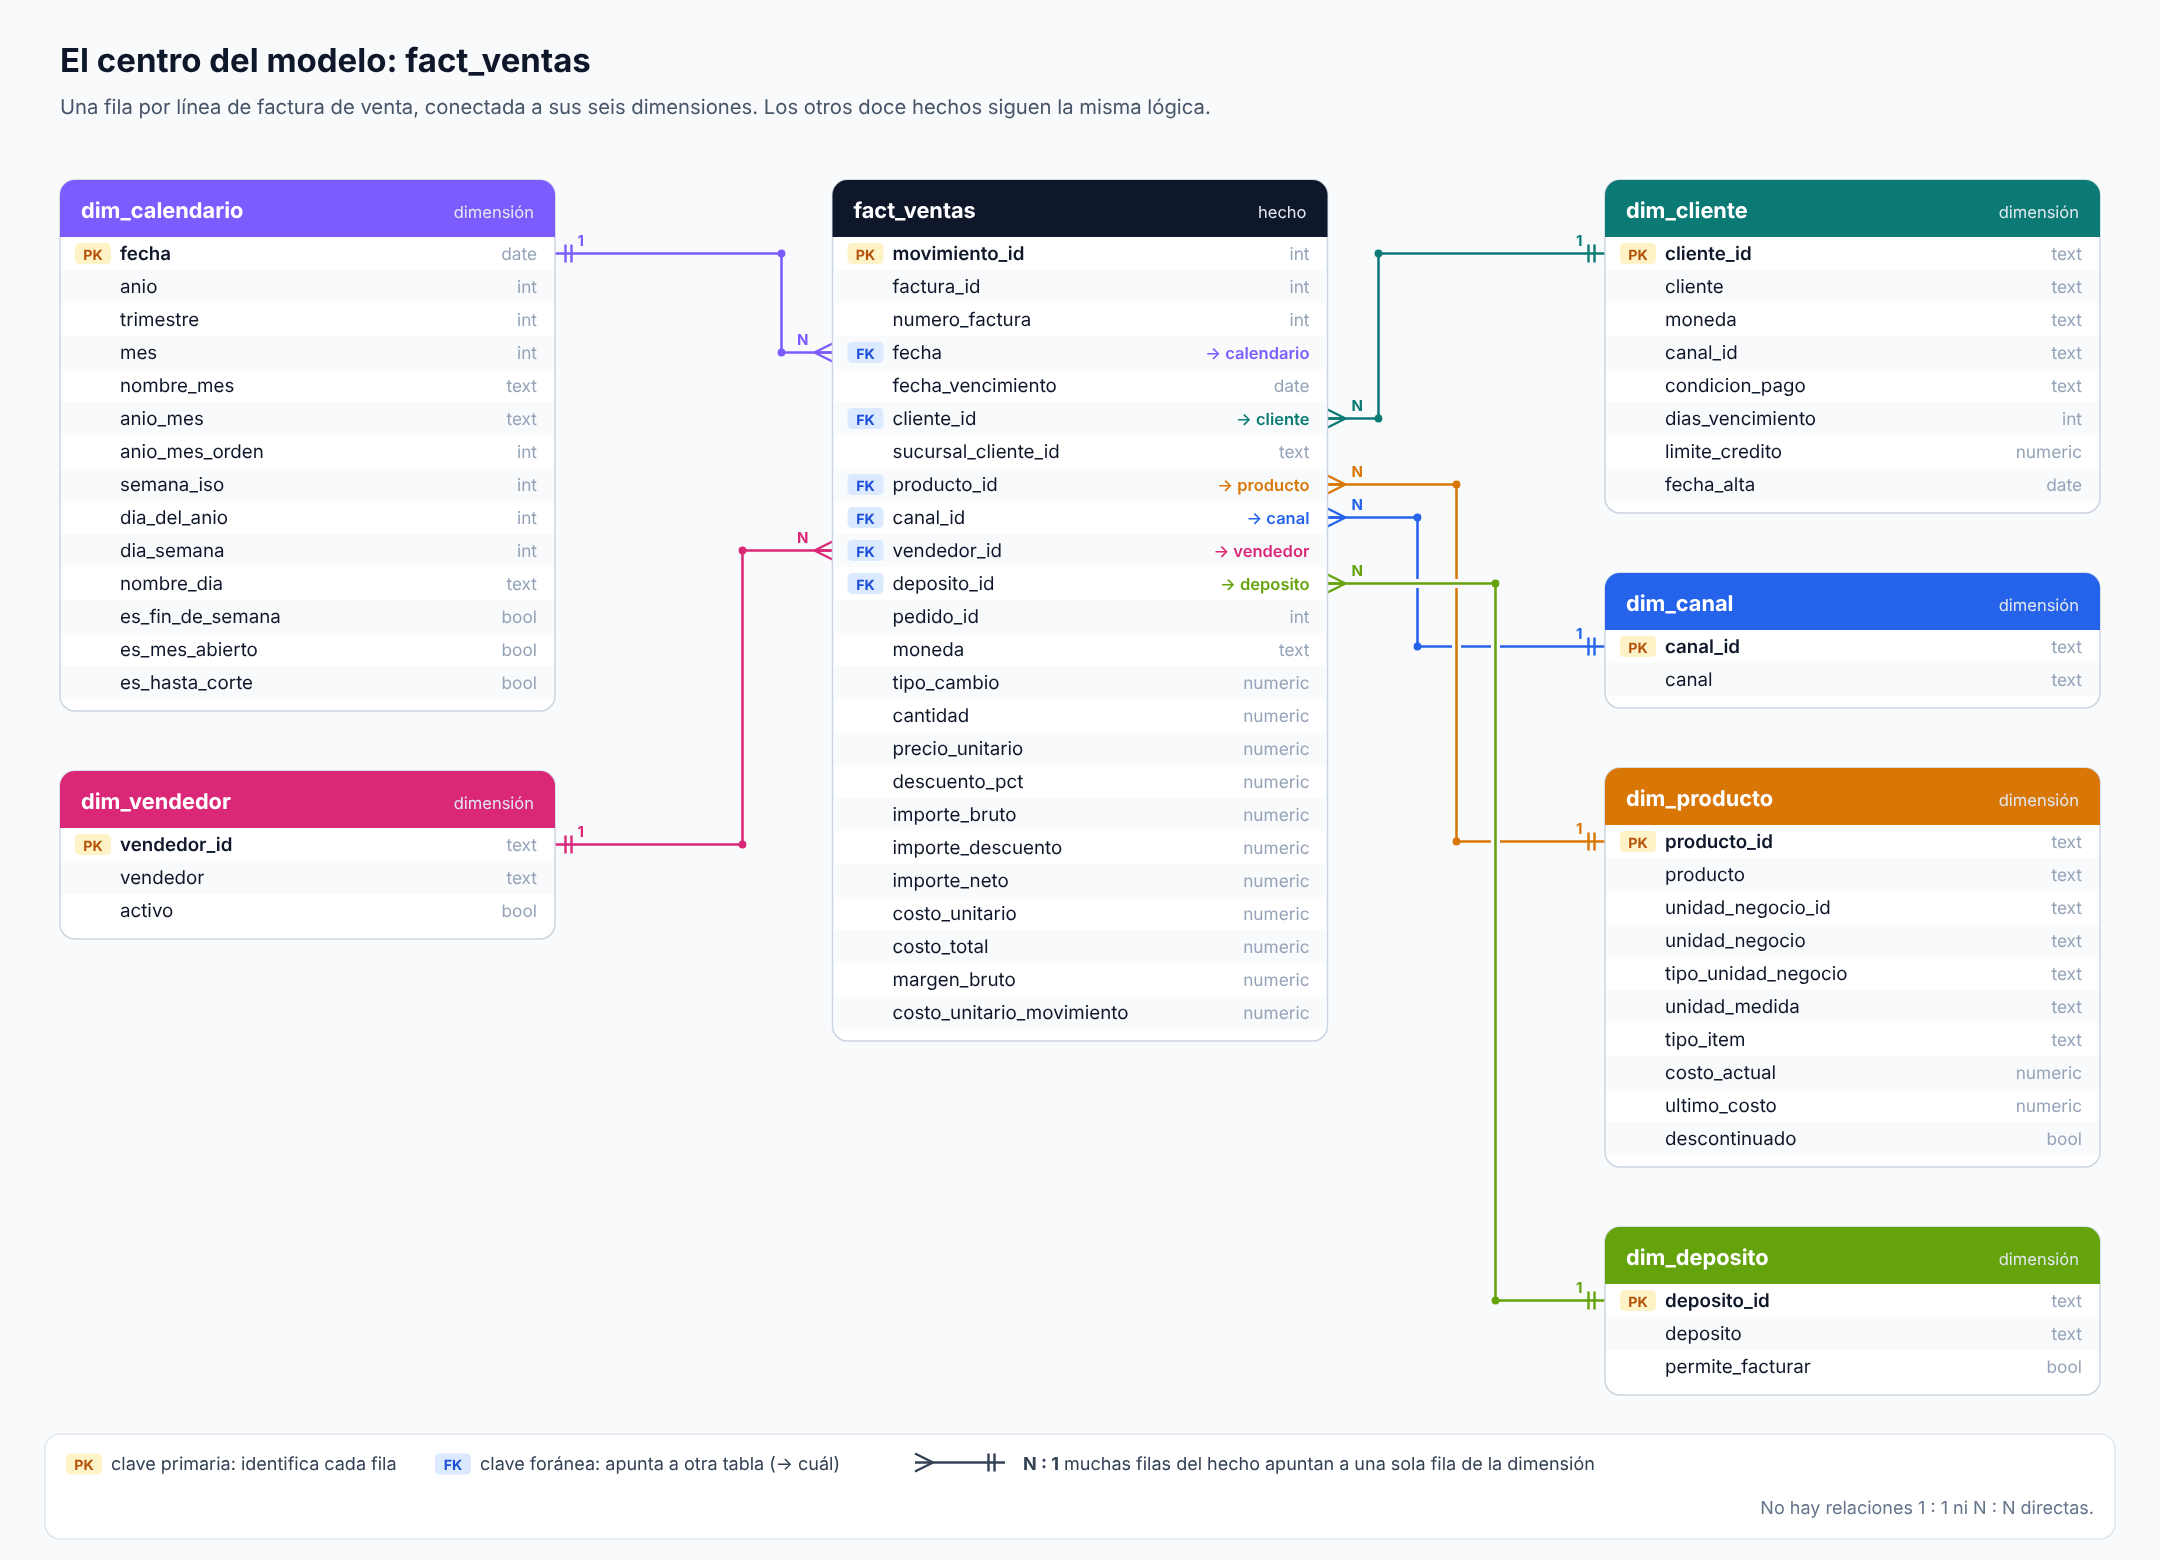 El centro del modelo: fact_ventas
Una fila por línea de factura de venta, conectada a sus seis dimensiones. Los otros doce hechos siguen la misma lógica.
dim_calendario dimensión
PK fecha date
anio int
trimestre int
mes int
nombre_mes text
anio_mes text
anio_mes_orden int
semana_iso int
dia_del_anio int
dia_semana int
nombre_dia text
es_fin_de_semana bool
es_mes_abierto bool
es_hasta_corte bool
1
N
dim_vendedor dimensión
PK vendedor_id text
vendedor text
activo bool
1
N
fact_ventas hecho
PK movimiento_id int
factura_id int
numero_factura int
FK fecha → calendario
fecha_vencimiento date
FK cliente_id → cliente
sucursal_cliente_id text
FK producto_id → producto
FK canal_id → canal
FK vendedor_id → vendedor
FK deposito_id → deposito
pedido_id int
moneda text
tipo_cambio numeric
cantidad numeric
precio_unitario numeric
descuento_pct numeric
importe_bruto numeric
importe_descuento numeric
importe_neto numeric
costo_unitario numeric
costo_total numeric
margen_bruto numeric
costo_unitario_movimiento numeric
N
N
N
N
1
dim_cliente dimensión
PK cliente_id text
cliente text
moneda text
canal_id text
condicion_pago text
dias_vencimiento int
limite_credito numeric
fecha_alta date
1
dim_canal dimensión
PK canal_id text
canal text
1
dim_producto dimensión
PK producto_id text
producto text
unidad_negocio_id text
unidad_negocio text
tipo_unidad_negocio text
unidad_medida text
tipo_item text
costo_actual numeric
ultimo_costo numeric
descontinuado bool
1
dim_deposito dimensión
PK deposito_id text
deposito text
permite_facturar bool
PK clave primaria: identifica cada fila
FK clave foránea: apunta a otra tabla (→ cuál)
N : 1 muchas filas del hecho apuntan a una sola fila de la dimensión
No hay relaciones 1 : 1 ni N : N directas.